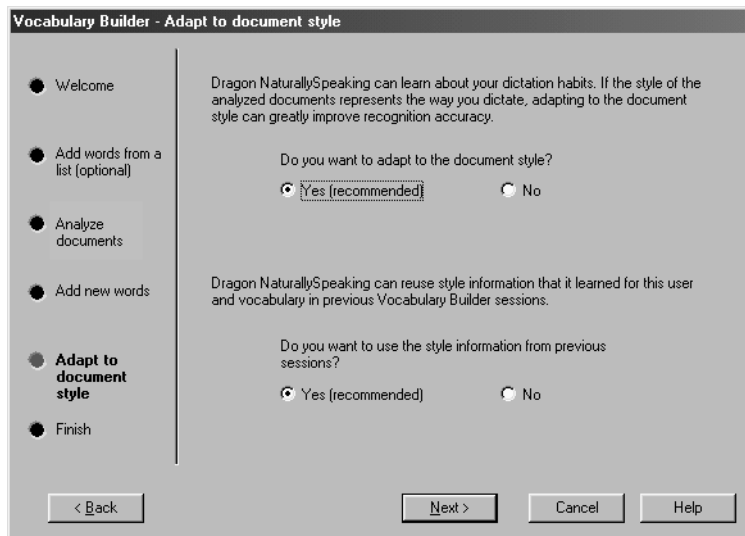 Vocabulary Builder - Adapt to document style
Welcome
Add words from a
list (optional)
Analyze
documents
Add new words
Adapt to
document
style
Finish
Dragon NaturallySpeaking can learn about your dictation habits. If the style of the
analyzed documents represents the way you dictate, adapting to the document
style can greatly improve recognition accuracy.
Do you want to adapt to the document style?
Yes (recommended) No
Dragon NaturallySpeaking can reuse style information that it learned for this user
and vocabulary in previous Vocabulary Builder sessions.
Do you want to use the style information from previous
sessions?
Yes (recommended) No
< Back Next > Cancel Help